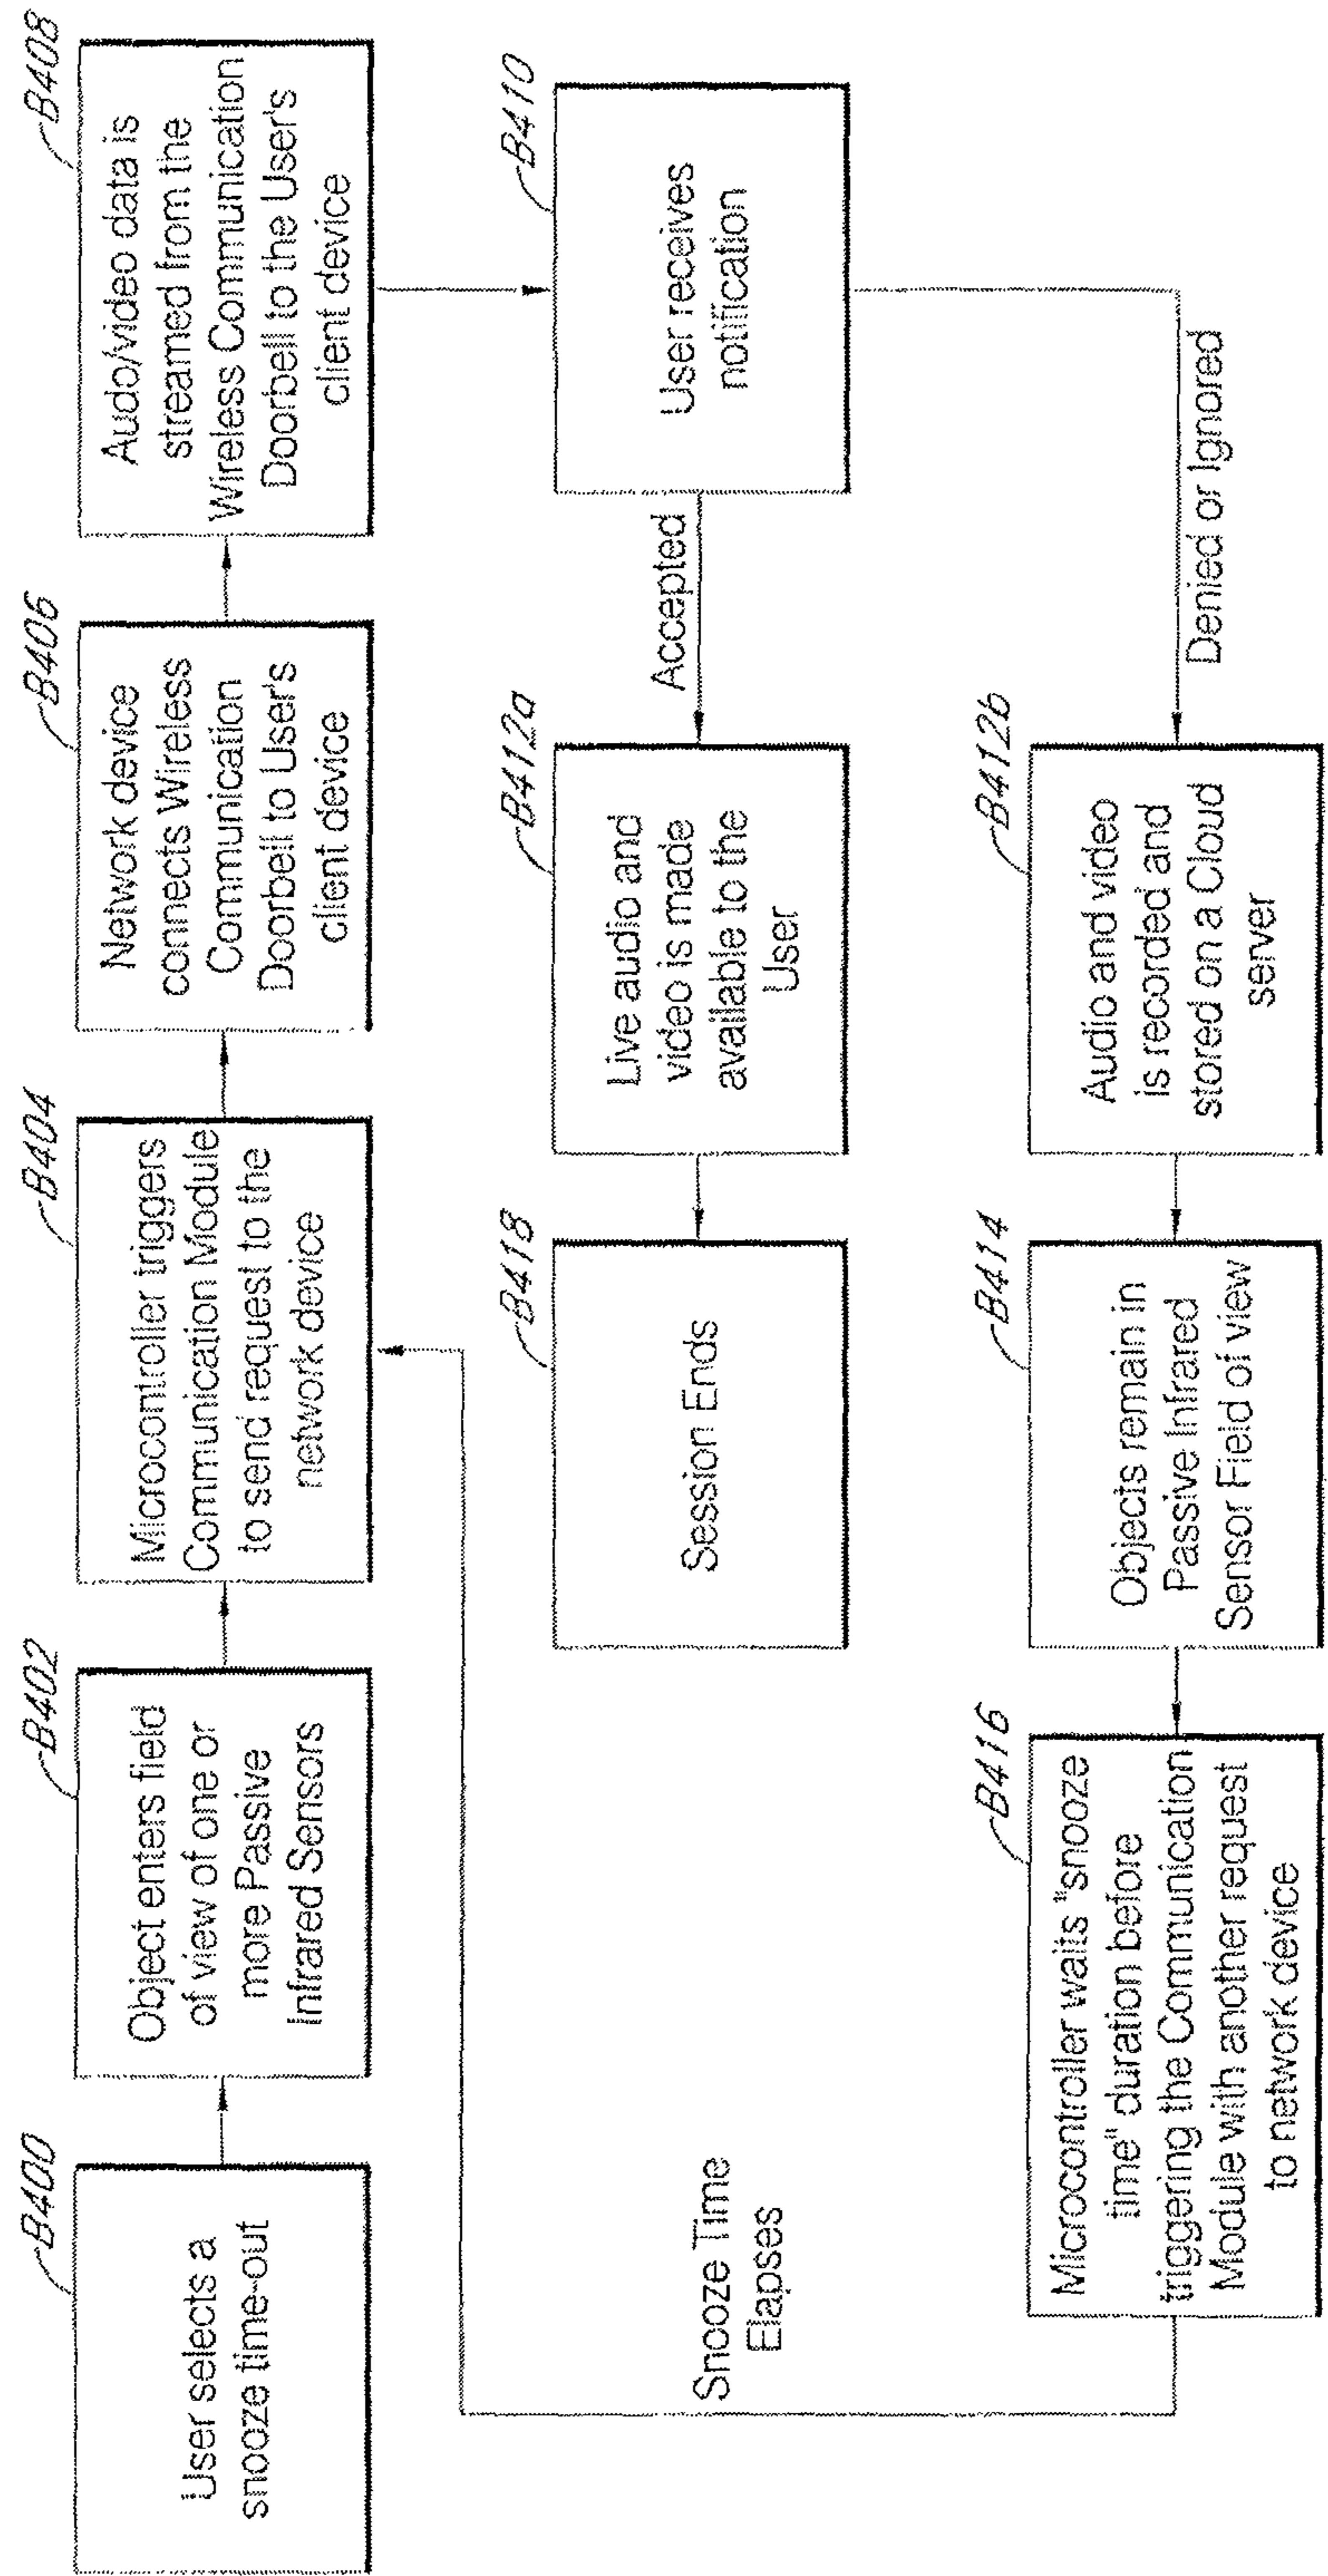 B400
User selects a
snooze time-out
B402
Object enters field
of view of one or
more Passive
Infrared Sensors
B404
Microcontroller triggers
Communication Module
to send request to the
network device
B406
Network device
connects Wireless
Communication
Doorbell to User's
client device
B408
Audo/video data is
streamed from the
Wireless Communication
Doorbell to the User's
client device
B410
User receives
notification
Accepted
B412a
Live audio and
video is made
available to the
User
B418
Session Ends
Denied or Ignored
B412b
Audio and video
is recorded and
stored on a Cloud
server
B414
Objects remain in
Passive Infrared
Sensor Field of view
B416
Microcontroller waits "snooze
time" duration before
triggering the Communication
Module with another request
to network device
Snooze Time
Elapses